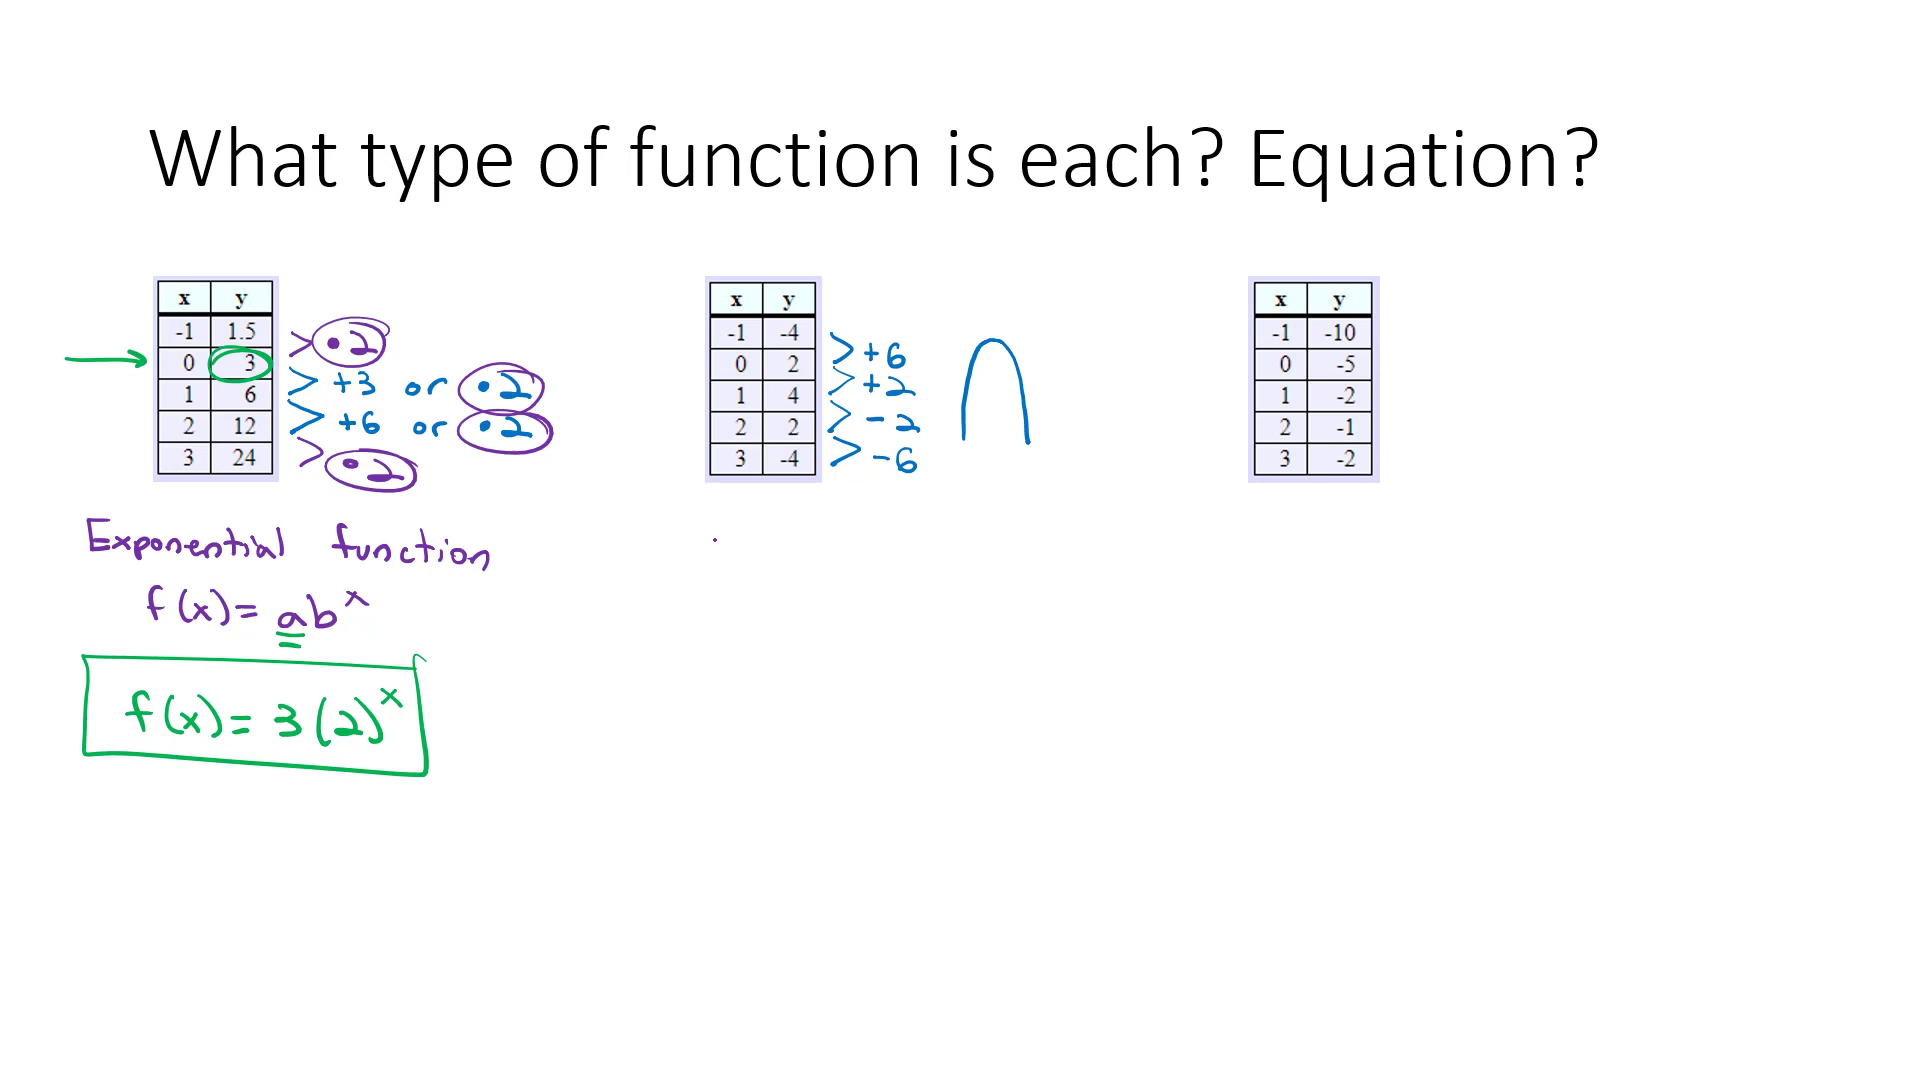 What type of function is each? Equation?
x y
-1 1.5
0 3
1 6
2 12
3 24
> •2
> +3 or •2
> +6 or •2
> •2
Exponential function
f(x)= ab^x
f(x)= 3(2)^x
x y
-1 -4
0 2
1 4
2 2
3 -4
> +6
> +2
> -2
> -6
x y
-1 -10
0 -5
1 -2
2 -1
3 -2